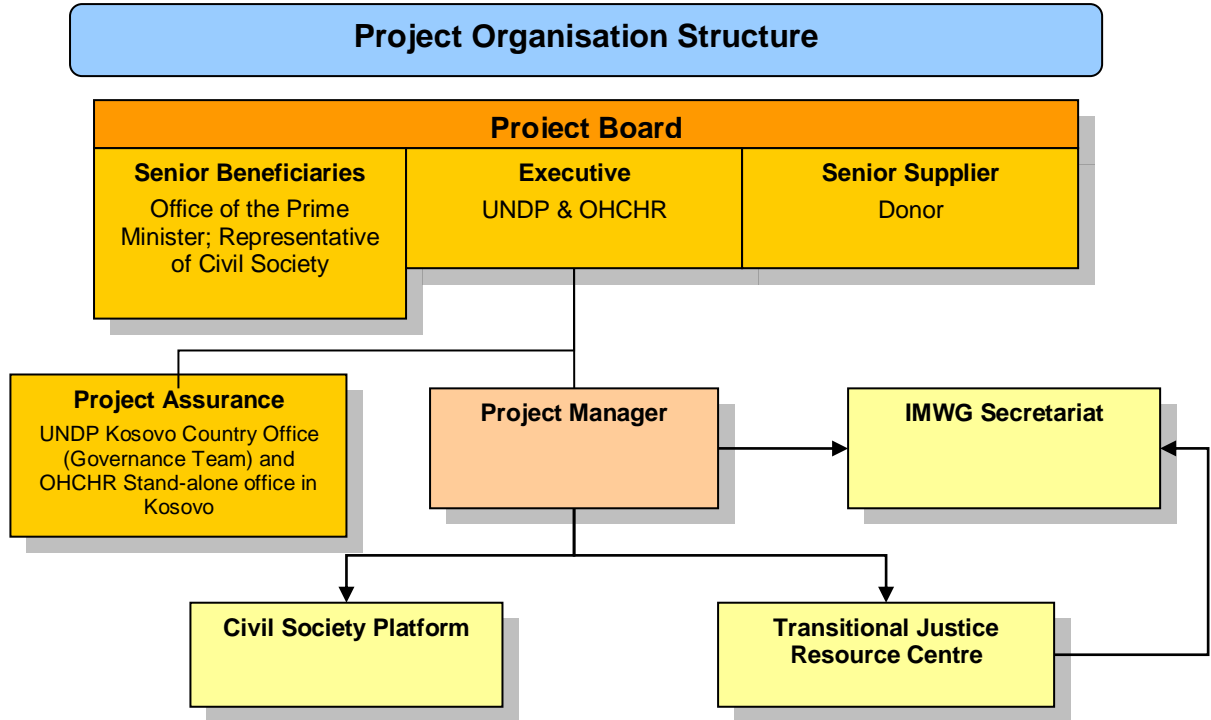 Project Organisation Structure
Project Board
Senior Beneficiaries
Office of the Prime
Minister; Representative
of Civil Society
Executive
UNDP & OHCHR
Senior Supplier
Donor
Project Assurance
UNDP Kosovo Country Office
(Governance Team) and
OHCHR Stand-alone office in
Kosovo
Project Manager
IMWG Secretariat
Civil Society Platform
Transitional Justice
Resource Centre